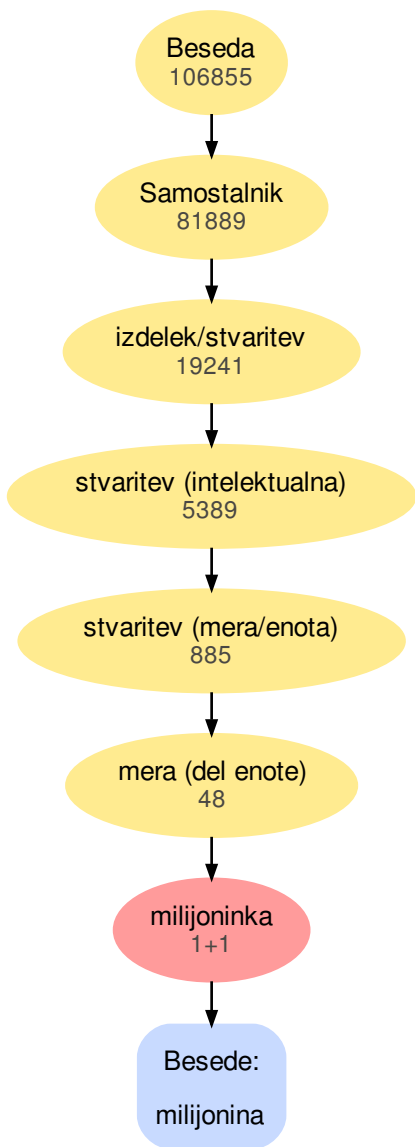 Beseda
106855
Samostalnik
81889
izdelek/stvaritev
19241
stvaritev (intelektualna)
5389
stvaritev (mera/enota)
885
mera (del enote)
48
milijoninka
1+1
Besede:
milijonina